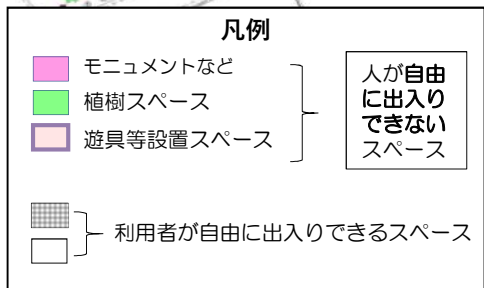 凡例
モニュメントなど
植樹スペース
遊具等設置スペース
人が自由
に出入り
できない
スペース
利用者が自由に出入りできるスペース